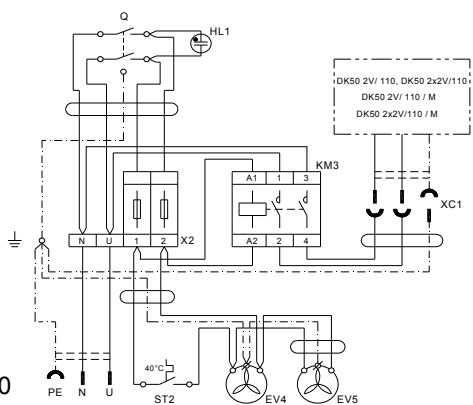 Q
HL1
DK50 2V/ 110, DK50 2x2V/110
DK50 2V/ 110 / M
DK50 2x2V/110 / M
KM3
A1 1 3
XC1
N U 1 2 X2
A2 2 4
40°C
0
PE N U
ST2
EV4
EV5